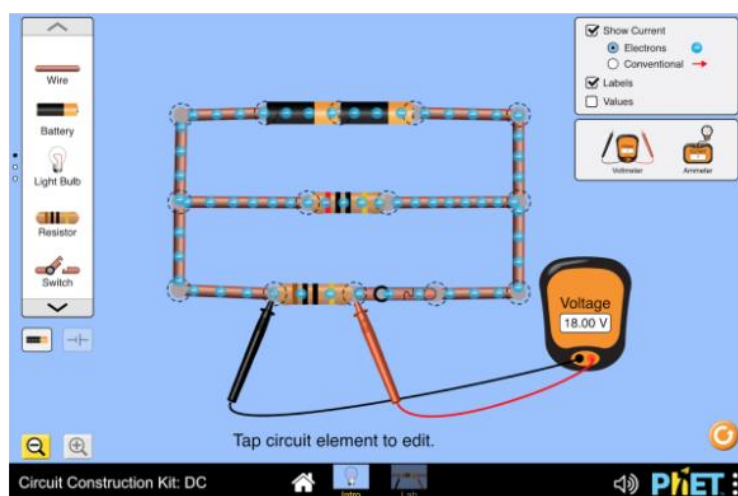 Wire
Battery
Light Bulb
Resistor
Switch
Show Current
Electrons
Conventional
Labels
Values
Voltmeter
Ammeter
Voltage
18.00 V
Tap circuit element to edit.
Circuit Construction Kit: DC
Intro
Lab
PhET